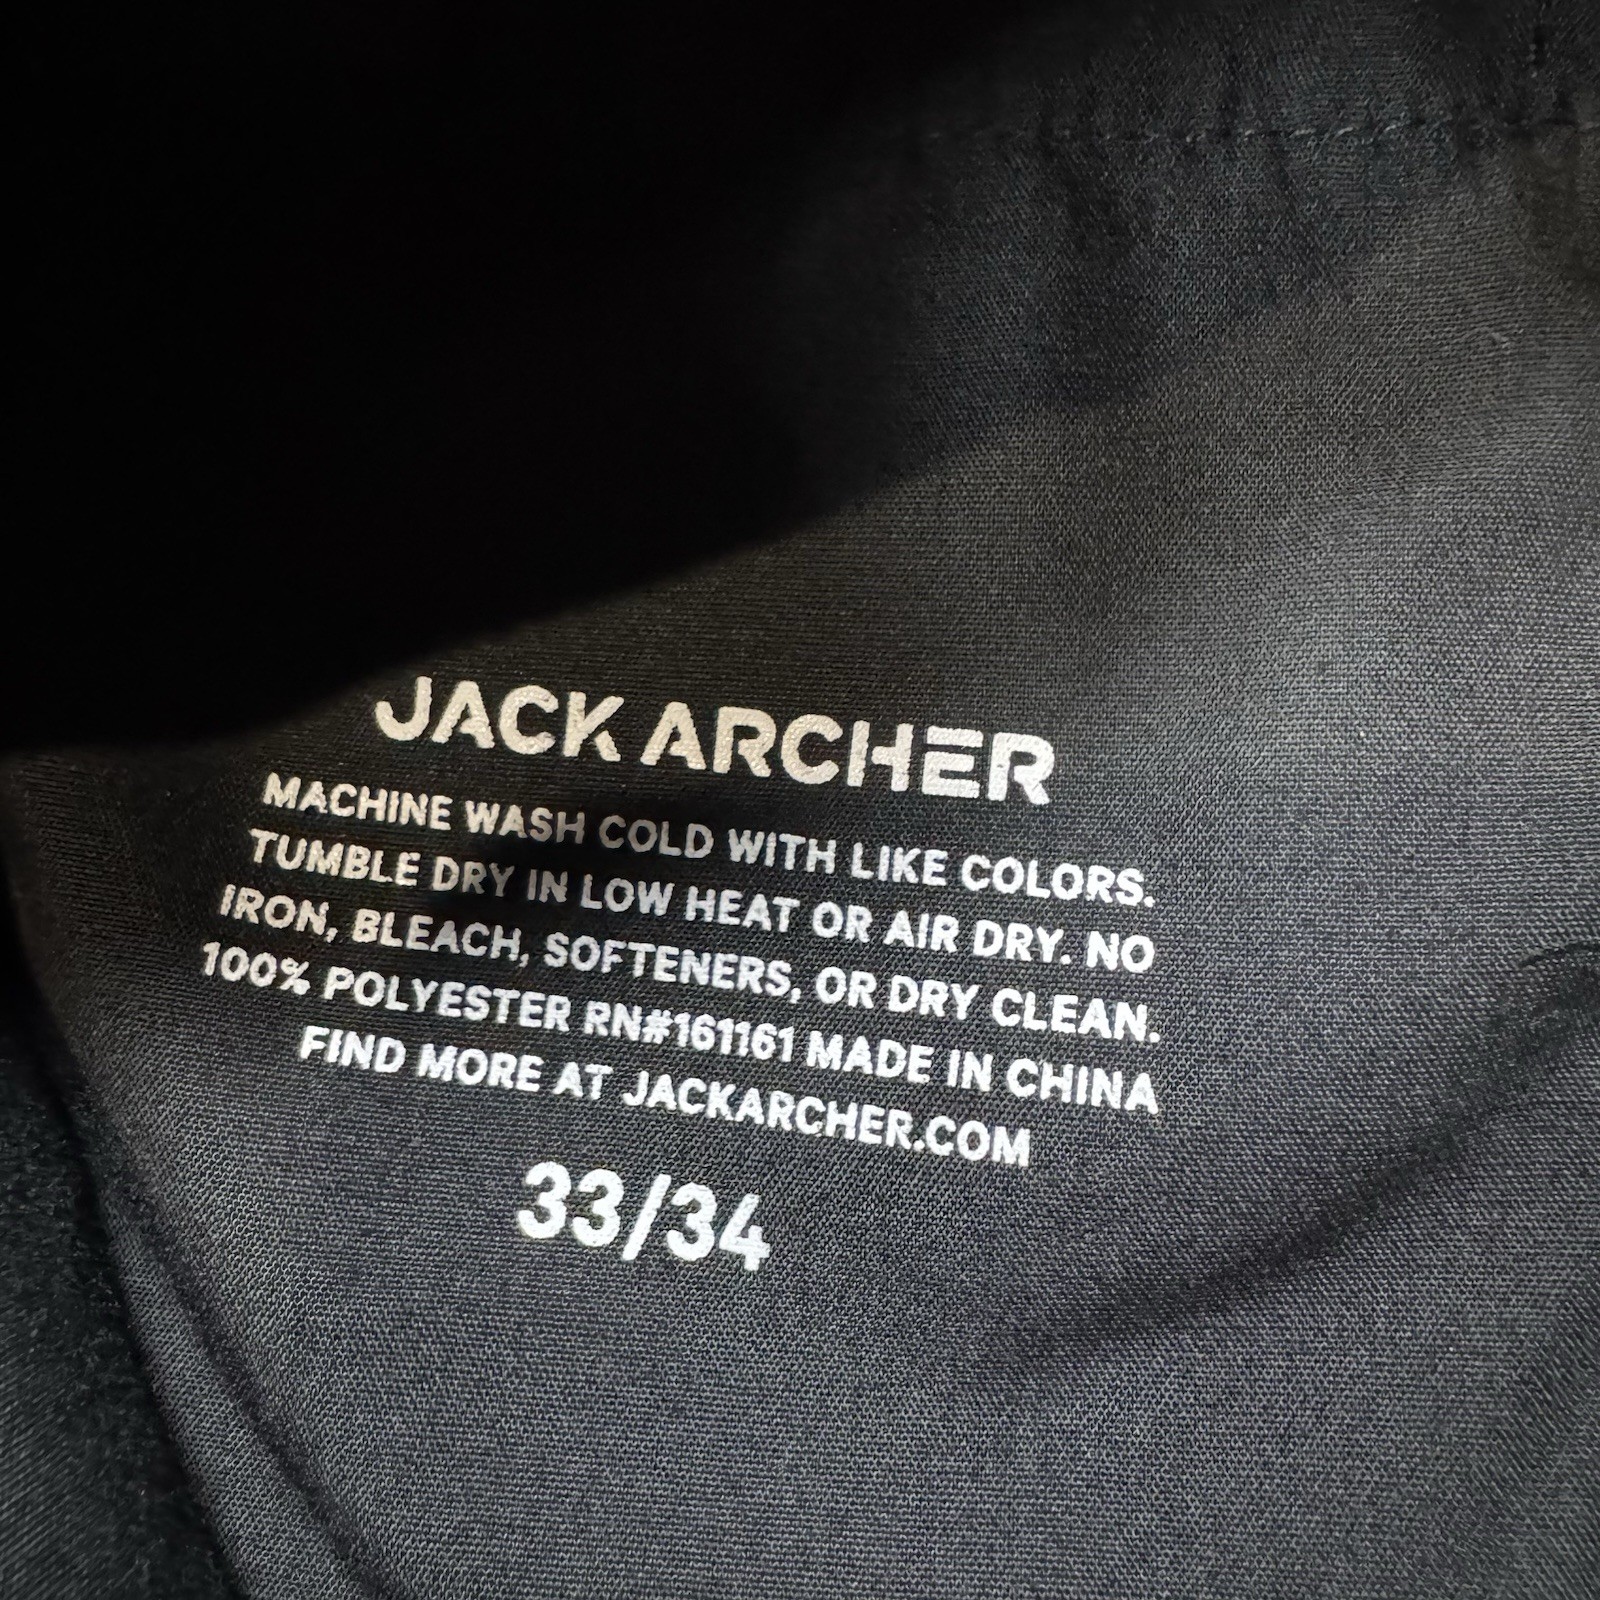 JACK ARCHER
MACHINE WASH COLD WITH LIKE COLORS.
TUMBLE DRY IN LOW HEAT OR AIR DRY. NO
IRON, BLEACH, SOFTENERS, OR DRY CLEAN.
100% POLYESTER RN#161161 MADE IN CHINA
FIND MORE AT JACKARCHER.COM
33/34